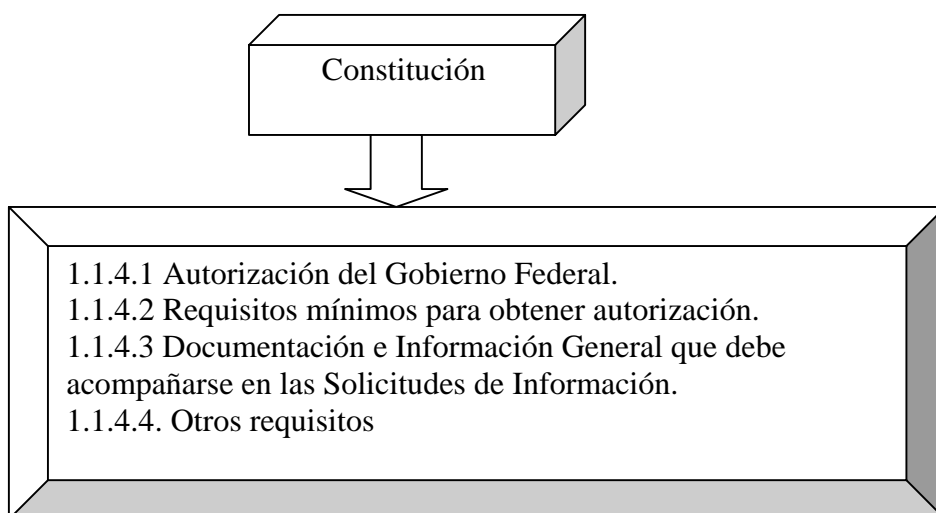 Constitución
1.1.4.1 Autorización del Gobierno Federal.
1.1.4.2 Requisitos mínimos para obtener autorización.
1.1.4.3 Documentación e Información General que debe
acompañarse en las Solicitudes de Información.
1.1.4.4. Otros requisitos